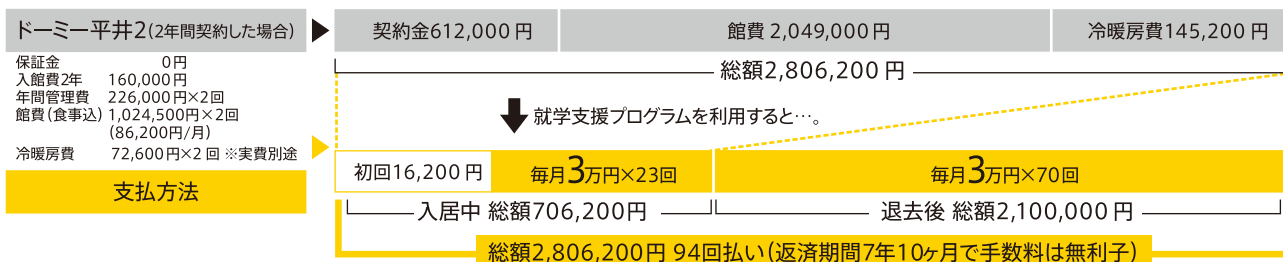 ドーミー平井2(2年間契約した場合)
契約金612,000円
館費 2,049,000円
冷暖房費145,200円
保証金 0円
入館費2年 160,000円
年間管理費 226,000円×2回
館費(食事込) 1,024,500円×2回
(86,200円/月)
冷暖房費 72,600円×2回 ※実費別途
総額2,806,200円
就学支援プログラムを利用すると…。
支払方法
初回16,200円
毎月3万円×23回
毎月3万円×70回
入居中 総額706,200円
退去後 総額2,100,000円
総額2,806,200円 94回払い(返済期間7年10ヶ月で手数料は無利子)